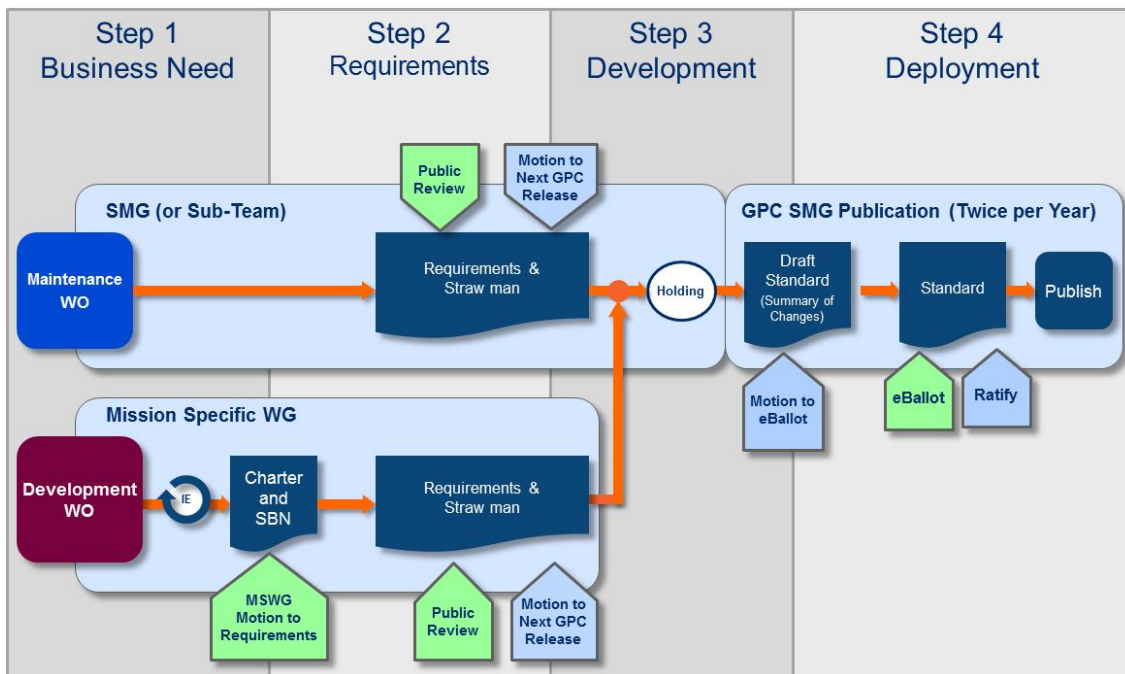 Step 1
Business Need
Step 2
Requirements
Step 3
Development
Step 4
Deployment
Public
Review
Motion to
Next GPC
Release
SMG (or Sub-Team)
GPC SMG Publication (Twice per Year)
Maintenance
WO
Requirements &
Straw man
Holding
Draft
Standard
(Summary of
Changes)
Standard
Publish
Motion to
eBallot
eBallot
Ratify
Mission Specific WG
Development
WO
IE
Charter
and
SBN
Requirements &
Straw man
MSWG
Motion to
Requirements
Public
Review
Motion to
Next GPC
Release